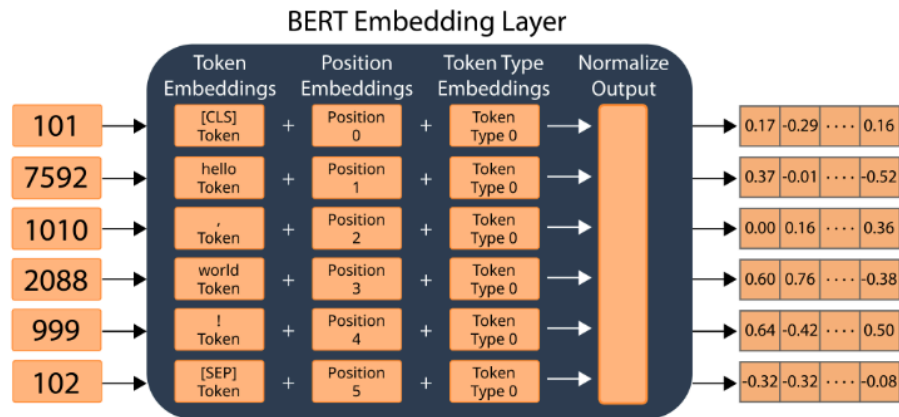 BERT Embedding Layer
Token Position Token Type Normalize
Embeddings Embeddings Embeddings Output
101 [CLS] Token + Position 0 + Token Type 0 0.17 -0.29 .... 0.16
7592 hello Token + Position 1 + Token Type 0 0.37 -0.01 .... -0.52
1010 , Token + Position 2 + Token Type 0 0.00 0.16 .... 0.36
2088 world Token + Position 3 + Token Type 0 0.60 0.76 .... -0.38
999 ! Token + Position 4 + Token Type 0 0.64 -0.42 .... 0.50
102 [SEP] Token + Position 5 + Token Type 0 -0.32 -0.32 .... -0.08